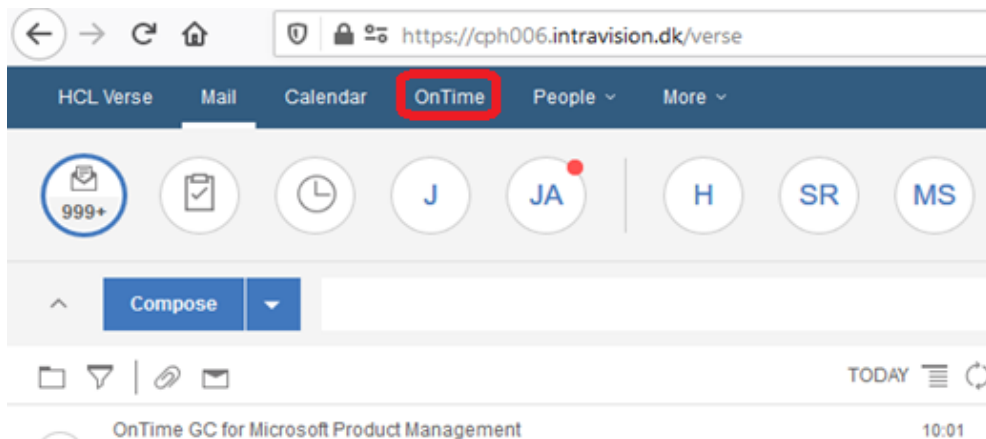 https://cph006.intravision.dk/verse
HCL Verse Mail Calendar OnTime People More
999+ J JA H SR MS
Compose
TODAY
OnTime GC for Microsoft Product Management 10:01